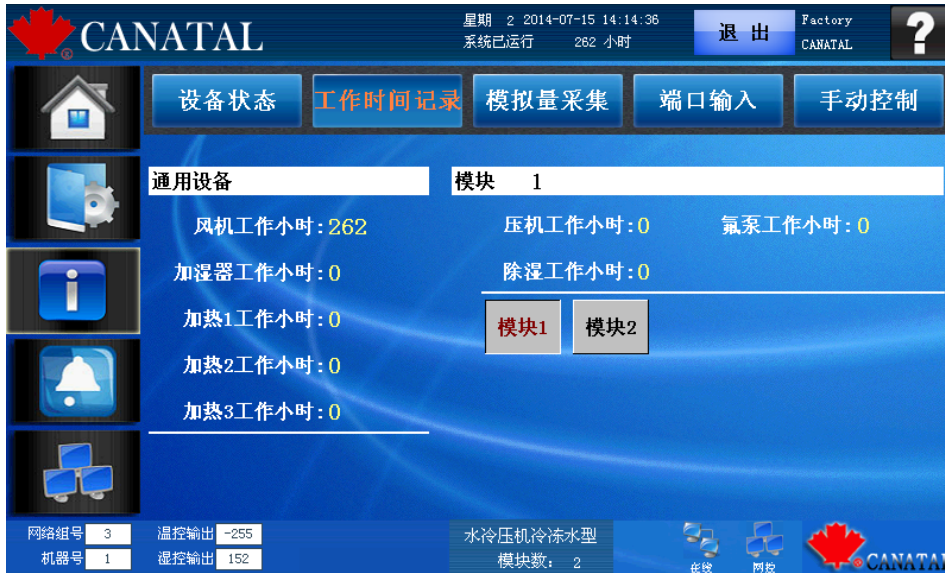 CANATAL
星期 2 2014-07-15 14:14:36
系统已运行 262 小时
退出
Factory
CANATAL
?
设备状态 工作时间记录 模拟量采集 端口输入 手动控制
通用设备
风机工作小时:262
加湿器工作小时:0
加热1工作小时:0
加热2工作小时:0
加热3工作小时:0
模块 1
压机工作小时:0 氟泵工作小时:0
除湿工作小时:0
模块1 模块2
网络组号 3 温控输出 -255
机器号 1 湿控输出 152
水冷压机冷冻水型
模块数: 2
在线 网控
CANATAL